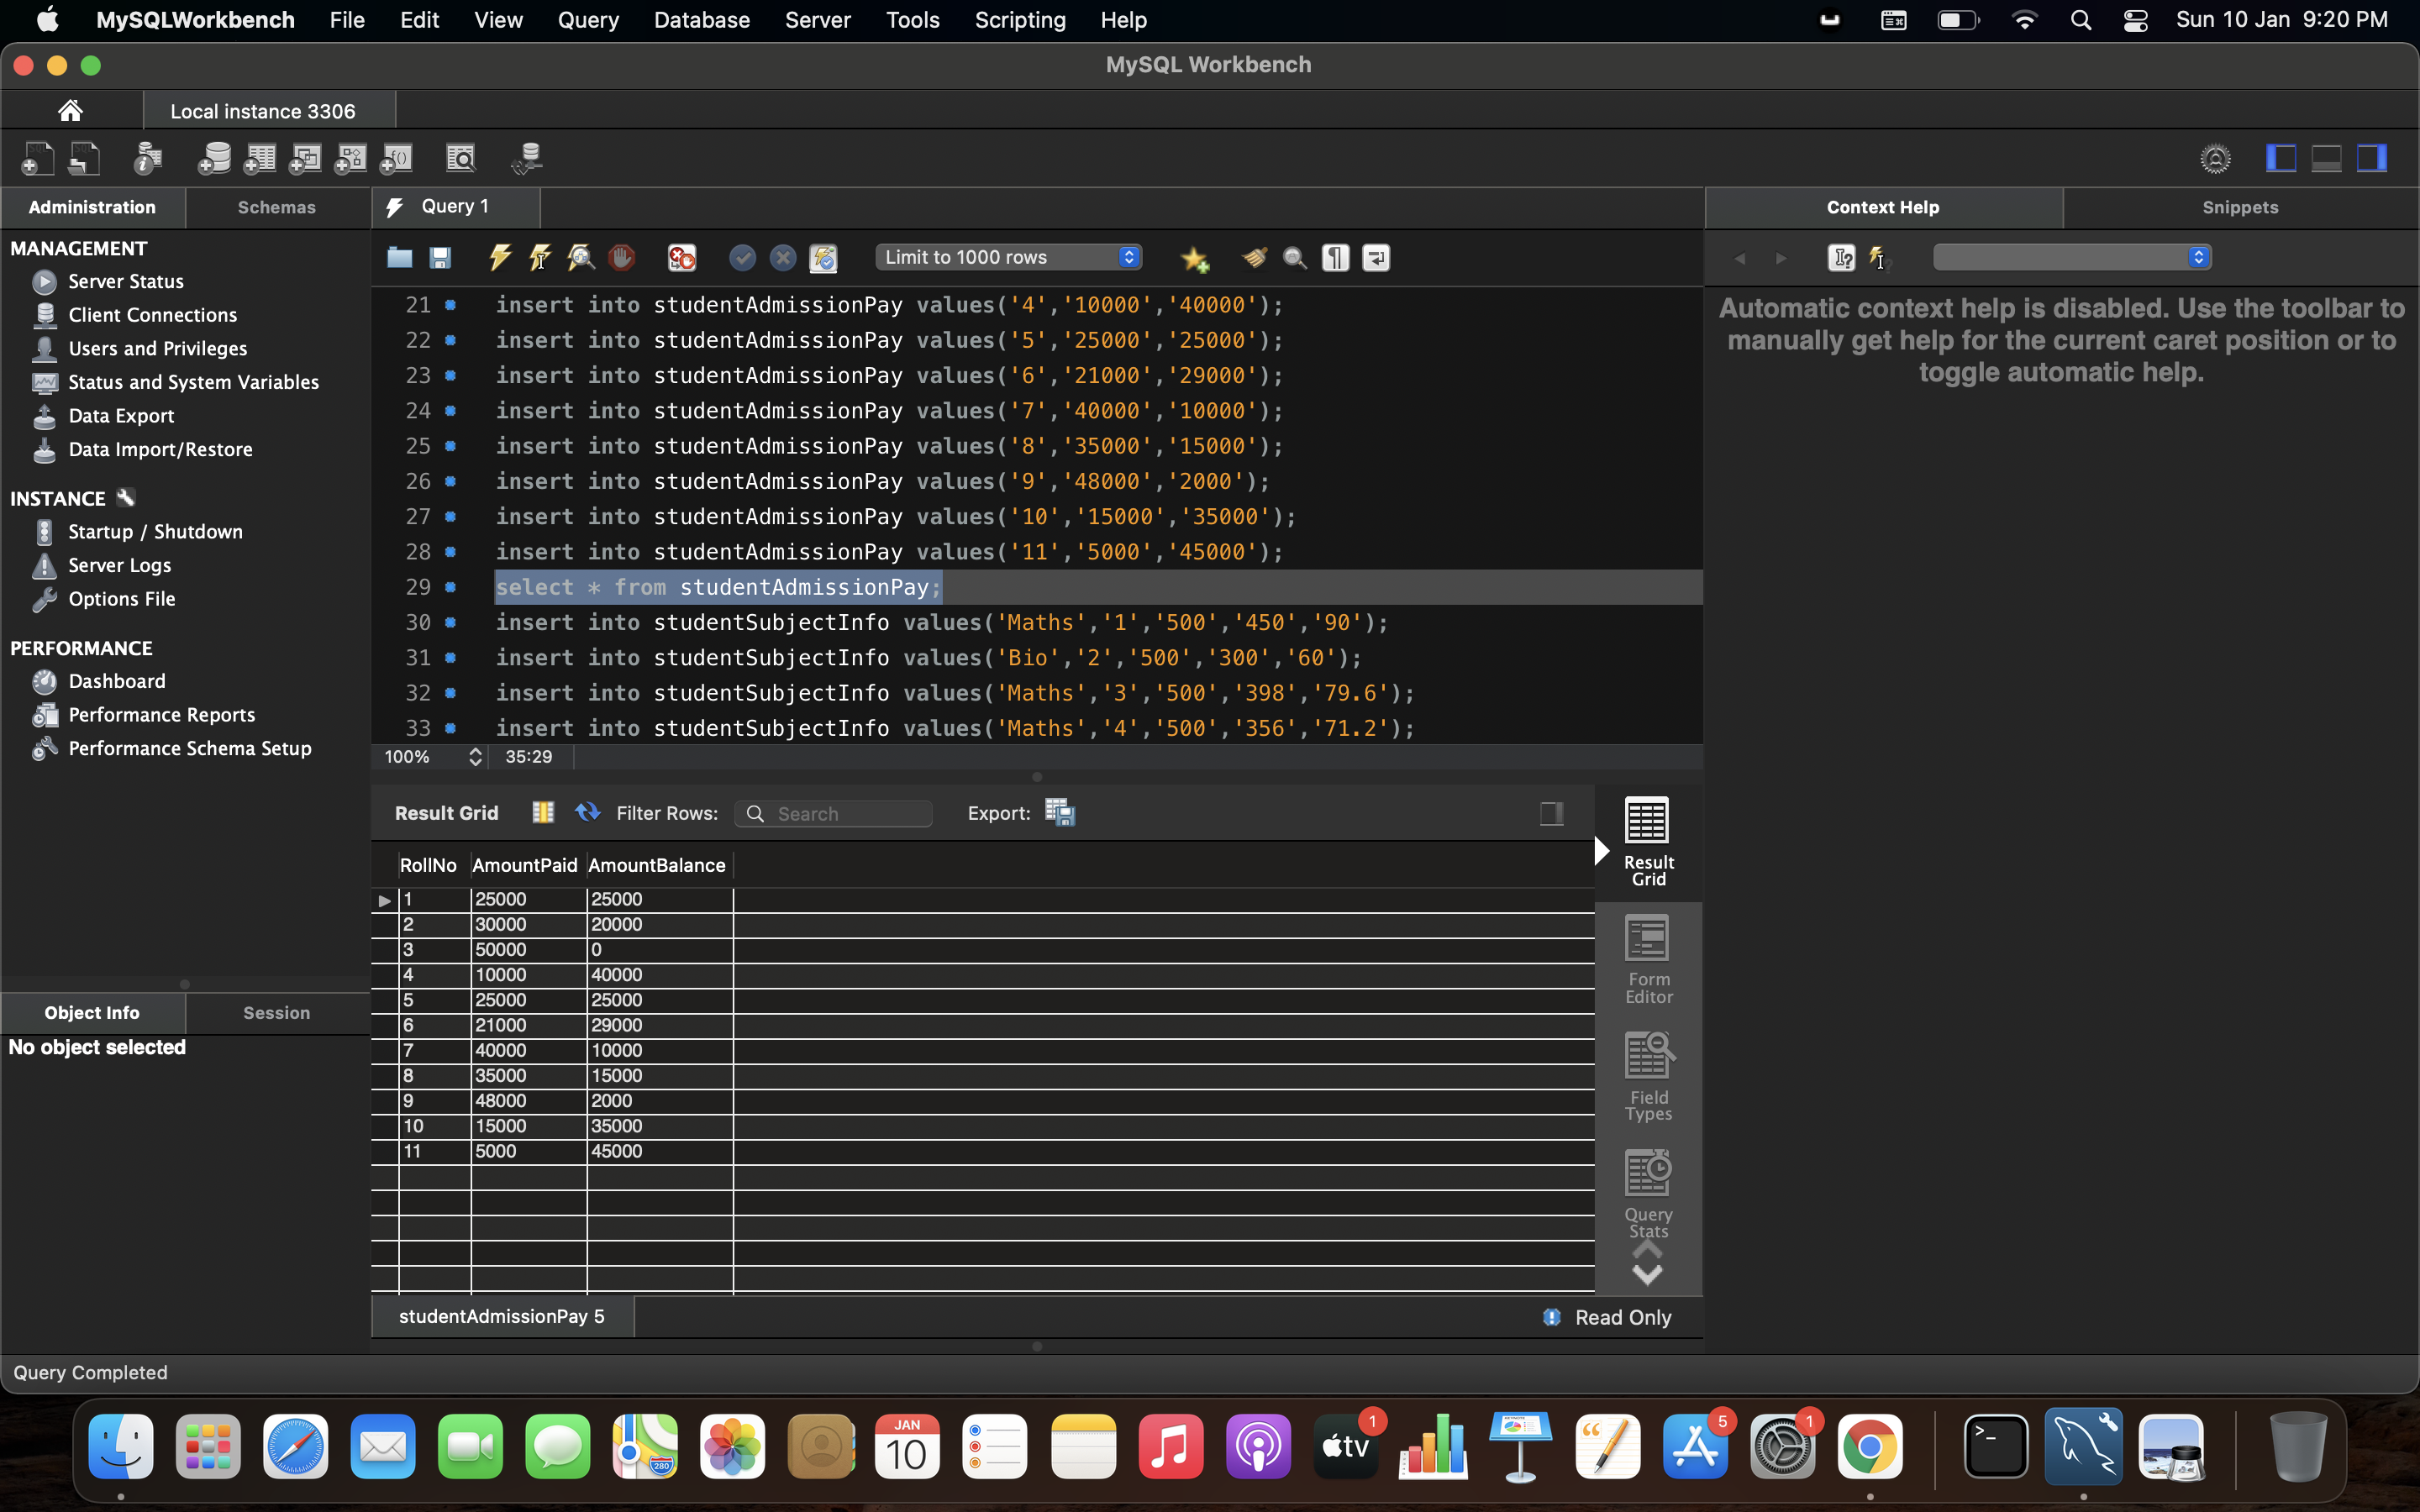 MySQLWorkbench File Edit View Query Database Server Tools Scripting Help Sun 10 Jan 9:20 PM
MySQL Workbench
Local instance 3306
Administration Schemas Query 1 Context Help Snippets
MANAGEMENT
Server Status
Client Connections
Users and Privileges
Status and System Variables
Data Export
Data Import/Restore
INSTANCE
Startup / Shutdown
Server Logs
Options File
PERFORMANCE
Dashboard
Performance Reports
Performance Schema Setup
Object Info Session
No object selected
Limit to 1000 rows
21 insert into studentAdmissionPay values('4','10000','40000');
22 insert into studentAdmissionPay values('5','25000','25000');
23 insert into studentAdmissionPay values('6','21000','29000');
24 insert into studentAdmissionPay values('7','40000','10000');
25 insert into studentAdmissionPay values('8','35000','15000');
26 insert into studentAdmissionPay values('9','48000','2000');
27 insert into studentAdmissionPay values('10','15000','35000');
28 insert into studentAdmissionPay values('11','5000','45000');
29 select * from studentAdmissionPay;
30 insert into studentSubjectInfo values('Maths','1','500','450','90');
31 insert into studentSubjectInfo values('Bio','2','500','300','60');
32 insert into studentSubjectInfo values('Maths','3','500','398','79.6');
33 insert into studentSubjectInfo values('Maths','4','500','356','71.2');
100% 35:29
Result Grid Filter Rows: Search Export:
RollNo AmountPaid AmountBalance
1 25000 25000
2 30000 20000
3 50000 0
4 10000 40000
5 25000 25000
6 21000 29000
7 40000 10000
8 35000 15000
9 48000 2000
10 15000 35000
11 5000 45000
Result
Grid
Form
Editor
Field
Types
Query
Stats
studentAdmissionPay 5 Read Only
Automatic context help is disabled. Use the toolbar to
manually get help for the current caret position or to
toggle automatic help.
Query Completed
280
JAN
10
tv
1
5
1